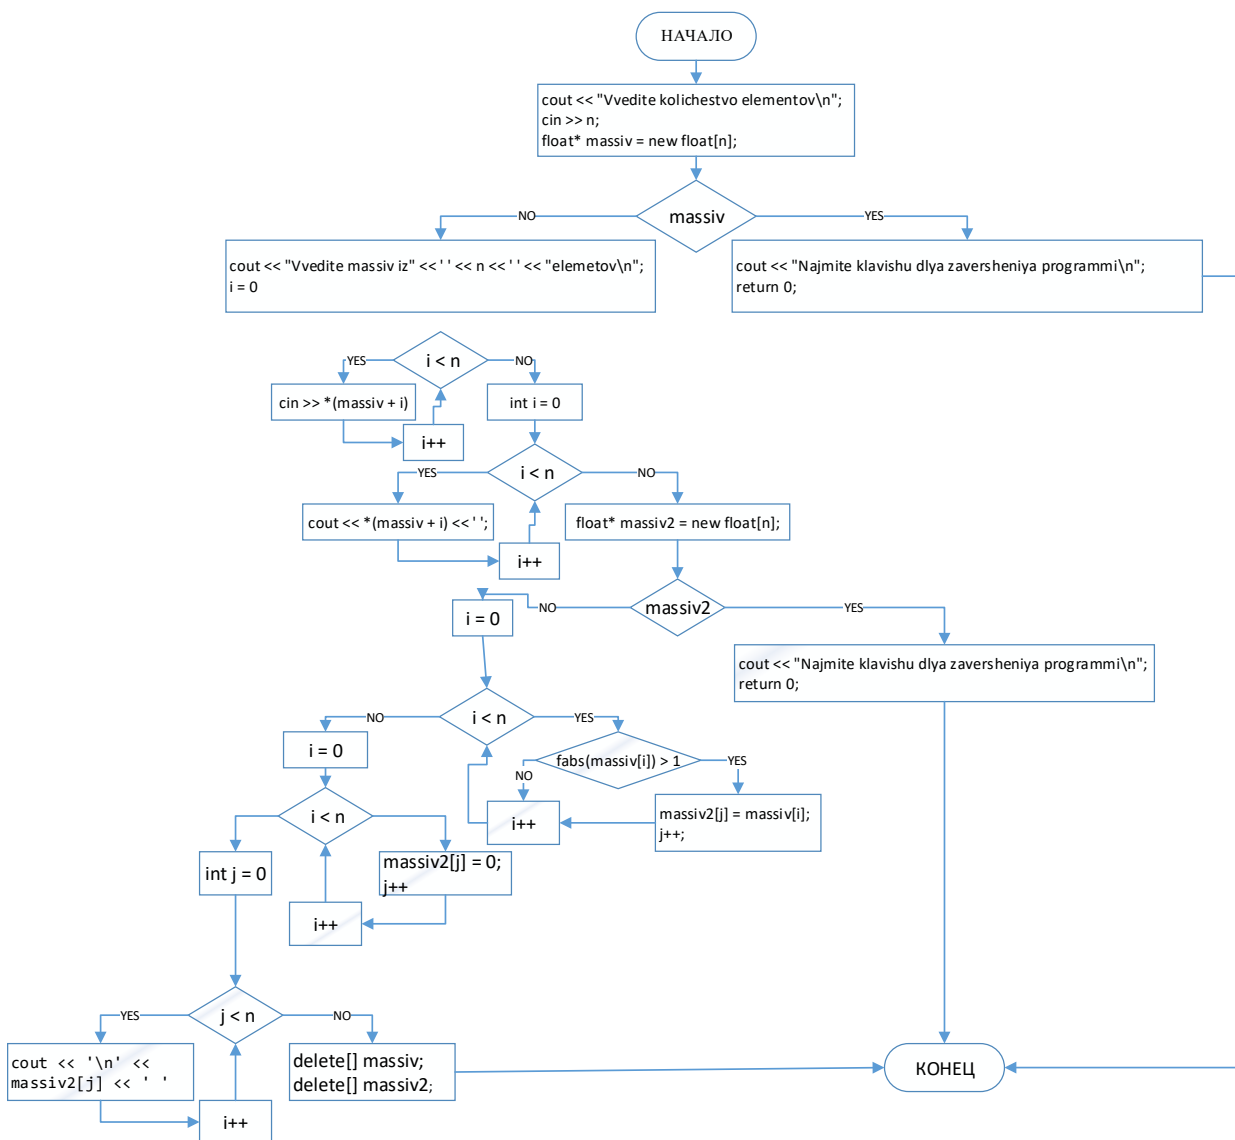 НАЧАЛО
cout << "Vvedite kolichestvo elementov\n";
cin >> n;
float* massiv = new float[n];
massiv
NO
YES
cout << "Vvedite massiv iz" << ' ' << n << ' ' << "elemetov\n";
i = 0
cout << "Najmite klavishu dlya zaversheniya programmi\n";
return 0;
i < n
YES
NO
cin >> *(massiv + i)
int i = 0
i++
i < n
YES
NO
cout << *(massiv + i) << ' ';
float* massiv2 = new float[n];
i++
massiv2
NO
YES
i = 0
cout << "Najmite klavishu dlya zaversheniya programmi\n";
return 0;
i < n
NO
YES
i = 0
fabs(massiv[i]) > 1
YES
NO
i < n
i++
massiv2[j] = massiv[i];
j++;
int j = 0
massiv2[j] = 0;
j++
i++
j < n
YES
NO
cout << '\n' <<
massiv2[j] << ' '
delete[] massiv;
delete[] massiv2;
КОНЕЦ
i++